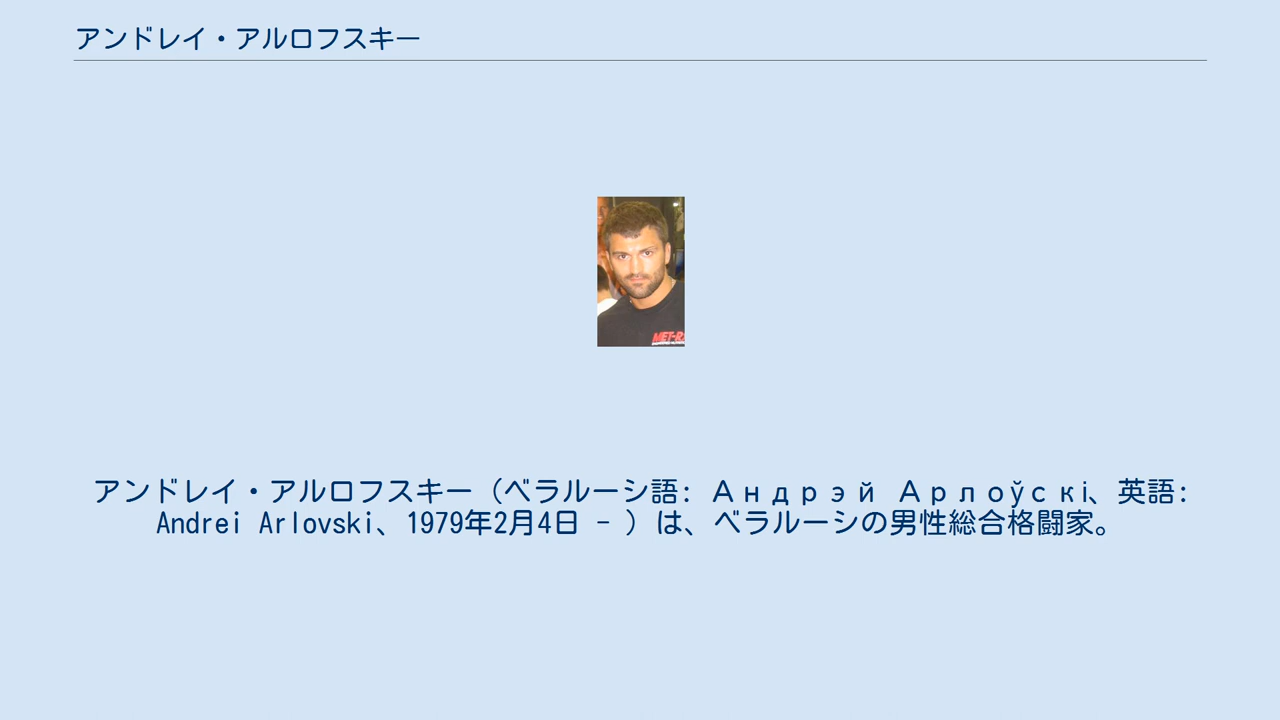 アンドレイ・アルロフスキー
アンドレイ・アルロフスキー（ベラルーシ語: Андрэй Арлоўскі、英語:
Andrei Arlovski、1979年2月4日 - ）は、ベラルーシの男性総合格闘家。